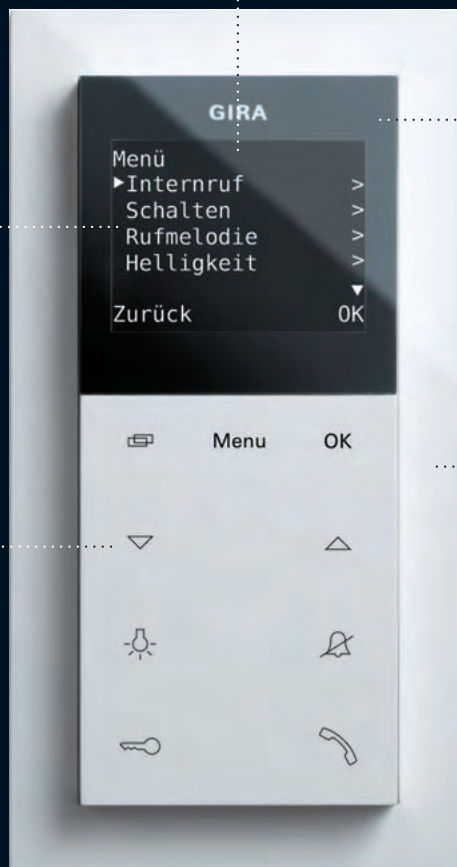 GIRA
Menü
▶Internruf >
Schalten >
Rufmelodie >
Helligkeit >
▼
Zurück OK
Menu OK